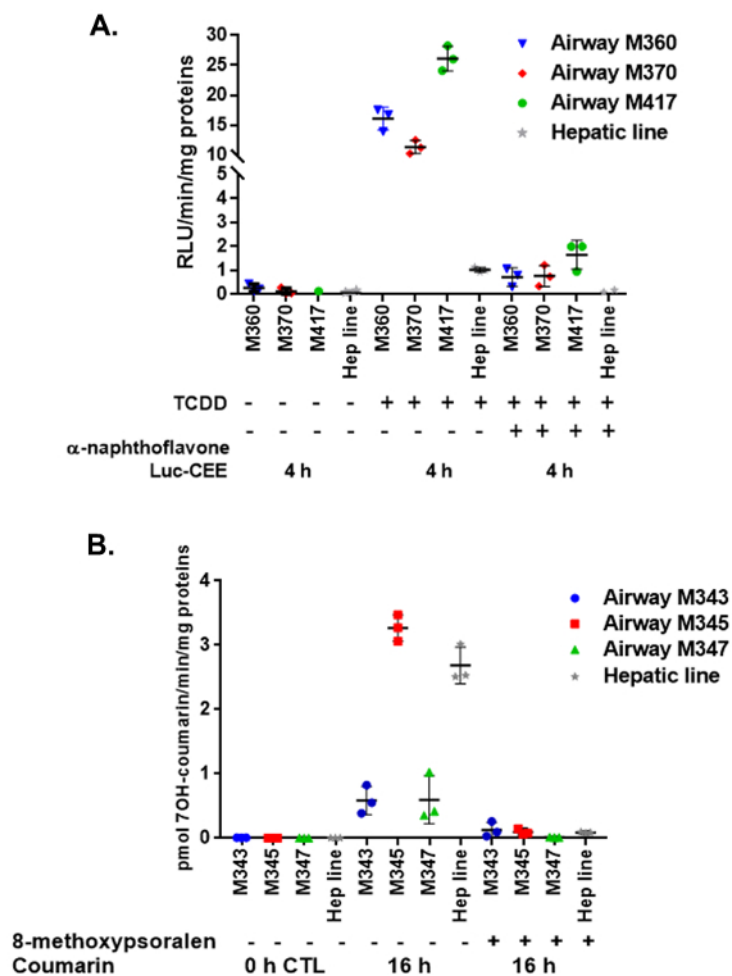 A.
RLU/min/mg proteins
30
25
20
15
10
5
4
3
2
1
0
Airway M360
Airway M370
Airway M417
Hepatic line
M360 M370 M417 Hep line M360 M370 M417 Hep line M360 M370 M417 Hep line
TCDD - - - - + + + + + + + +
α-naphthoflavone - - - - - - - - + + + +
Luc-CEE 4 h 4 h 4 h
B.
pmol 7OH-coumarin/min/mg proteins
4
3
2
1
0
Airway M343
Airway M345
Airway M347
Hepatic line
M343 M345 M347 Hep line M343 M345 M347 Hep line M343 M345 M347 Hep line
8-methoxypsoralen - - - - - - - - + + + +
Coumarin 0 h CTL 16 h 16 h